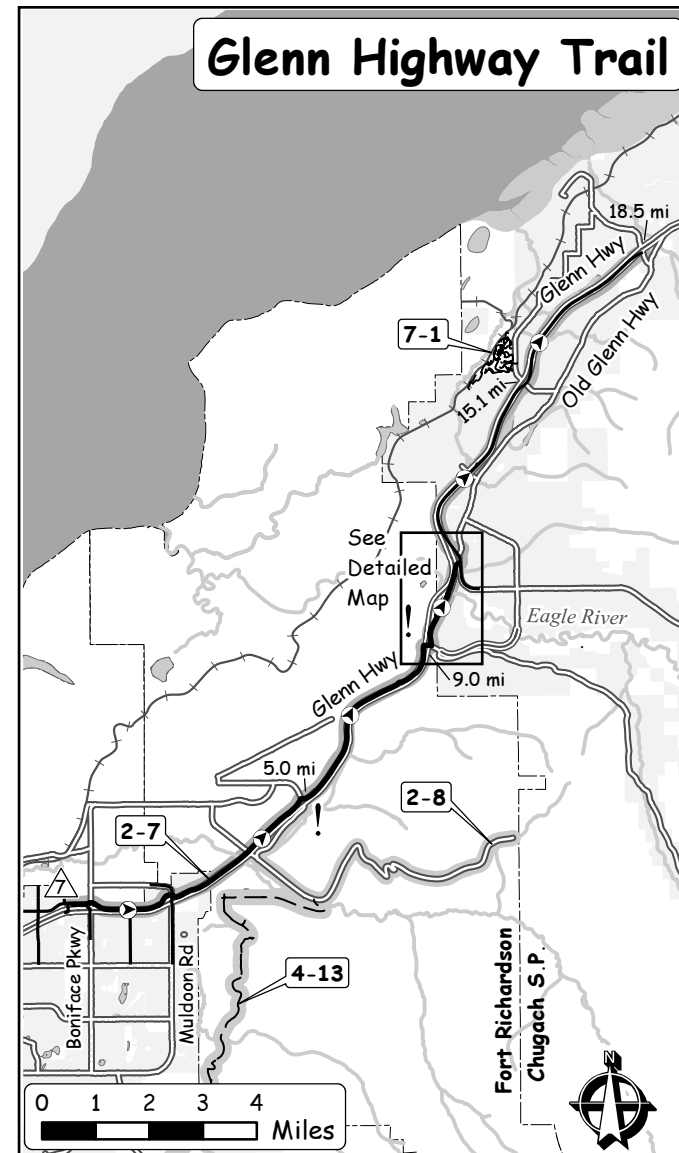 Glenn Highway Trail
18.5 mi
Glenn Hwy
7-1
Old Glenn Hwy
15.1 mi
See
Detailed
Map
!
Eagle River
9.0 mi
Glenn Hwy
5.0 mi
!
2-8
2-7
7
Boniface Pkwy
Muldoon Rd
4-13
Fort Richardson
Chugach S.P.
N
0 1 2 3 4
Miles